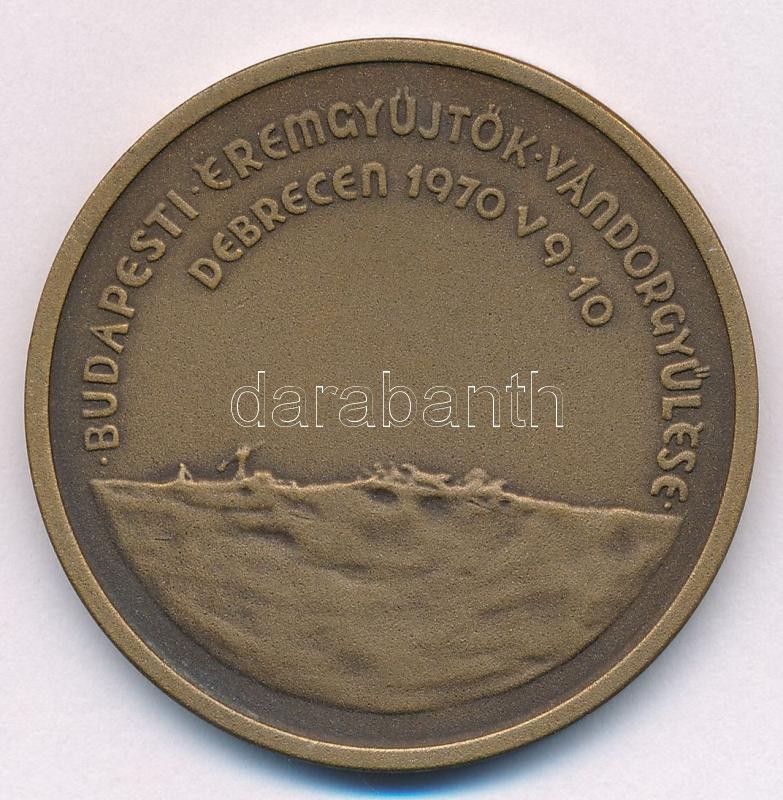 ·BUDAPESTI·ÉREMGYŰJTŐK·VÁNDORGYŰLÉSE·
DEBRECEN 1970 V 9·10
darabanth